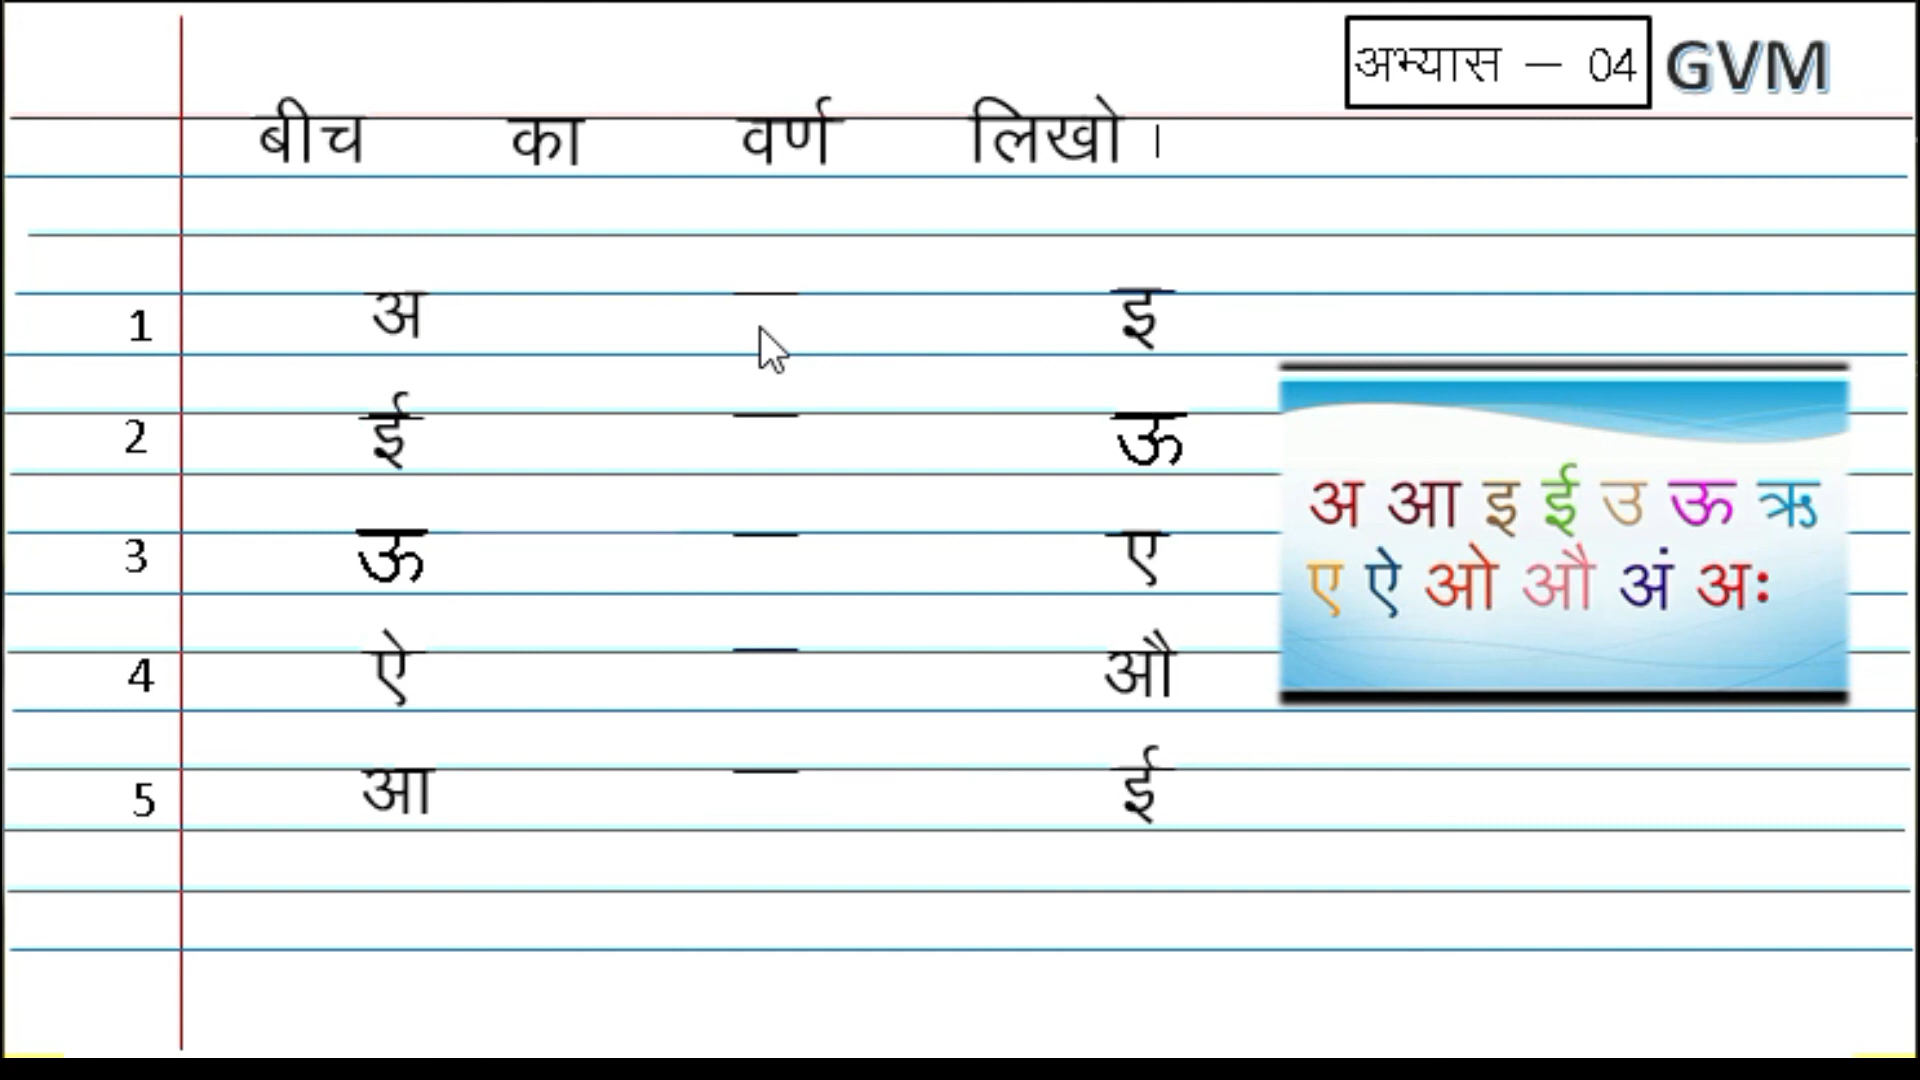 अभ्यास – 04 GVM
बीच का वर्ण लिखो ।
1 अ – इ
2 ई – ऊ
3 ऊ – ए
4 ऐ – औ
5 आ – ई
अ आ इ ई उ ऊ ऋ
ए ऐ ओ औ अं अः